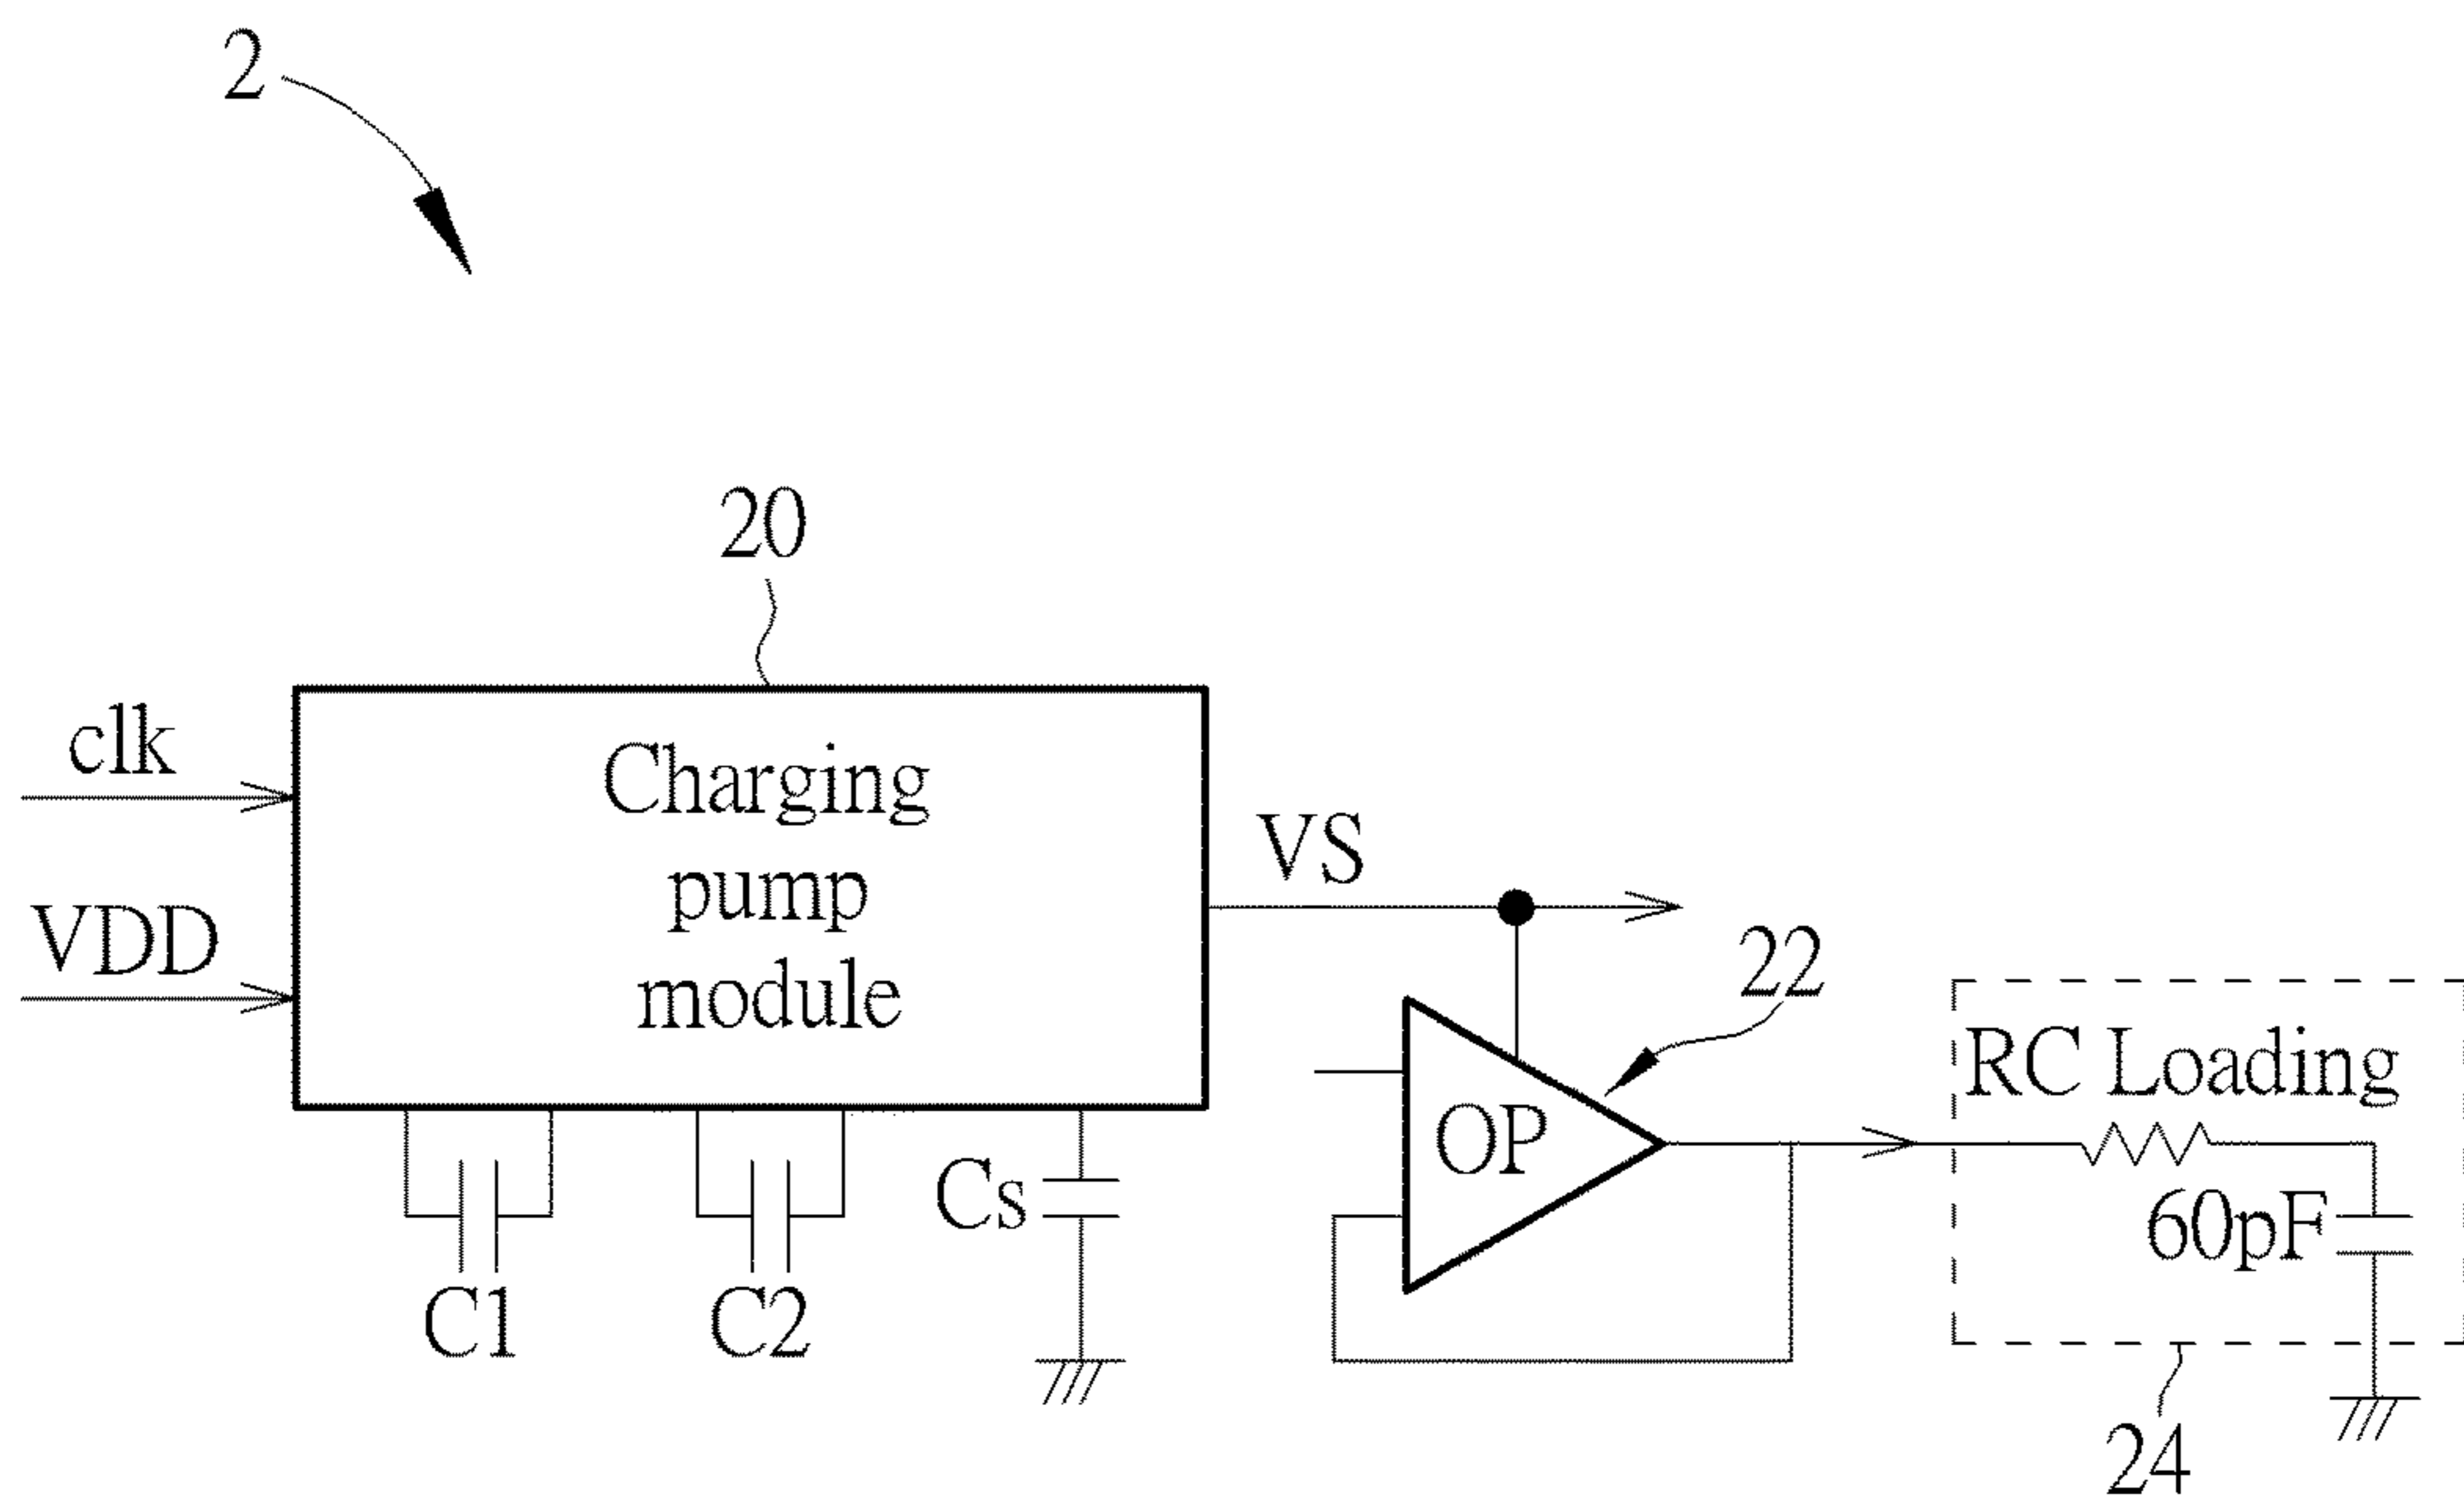 2
20
clk
Charging
pump
module
VDD
VS
22
OP
RC Loading
60pF
Cs
C1
C2
24